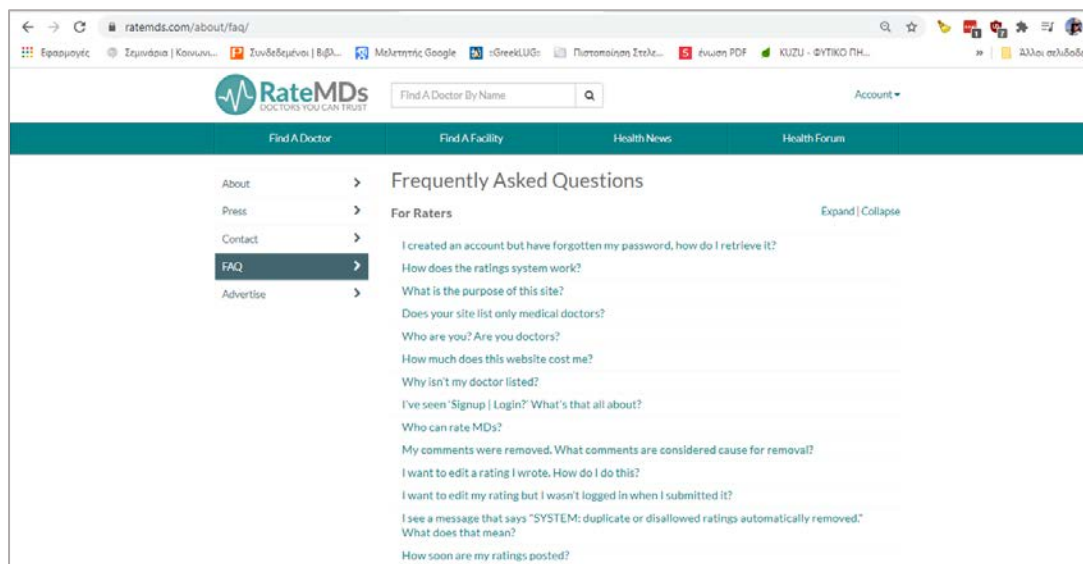 ratemds.com/about/faq/
Εφαρμογές Σεμινάρια | Κοινων... Συνδεδεμένοι | Βιβλ... Μελετητής Google ::GreekLUG:: Πιστοποίηση Στελε... ένωση PDF KUZU - ΦΥΤΙΚΟ ΠΗ... » Άλλοι σελιδοδ
RateMDs
DOCTORS YOU CAN TRUST
Find A Doctor By Name
Account
Find A Doctor Find A Facility Health News Health Forum
About
Press
Contact
FAQ
Advertise
Frequently Asked Questions
For Raters Expand | Collapse
I created an account but have forgotten my password, how do I retrieve it?
How does the ratings system work?
What is the purpose of this site?
Does your site list only medical doctors?
Who are you? Are you doctors?
How much does this website cost me?
Why isn't my doctor listed?
I've seen 'Signup | Login?' What's that all about?
Who can rate MDs?
My comments were removed. What comments are considered cause for removal?
I want to edit a rating I wrote. How do I do this?
I want to edit my rating but I wasn't logged in when I submitted it?
I see a message that says "SYSTEM: duplicate or disallowed ratings automatically removed."
What does that mean?
How soon are my ratings posted?